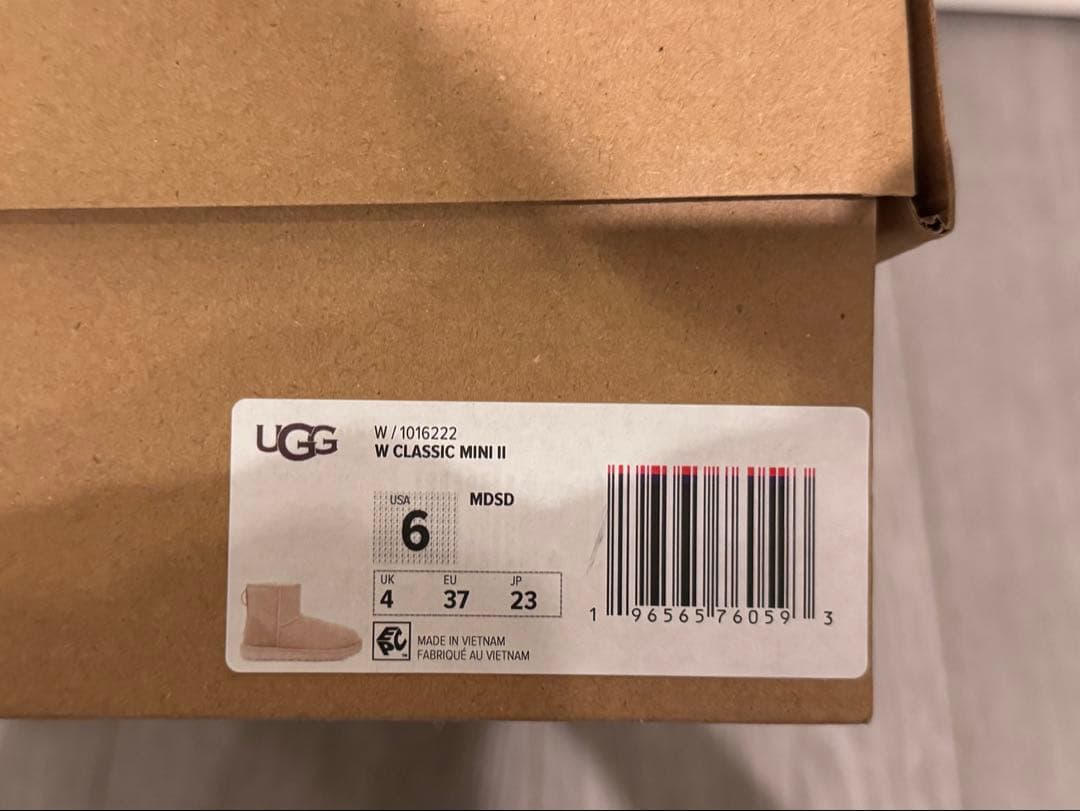 UGG
W / 1016222
W CLASSIC MINI II
USA
6
MDSD
UK EU JP
4 37 23
EPC
MADE IN VIETNAM
FABRIQUÉ AU VIETNAM
1 96565 76059 3